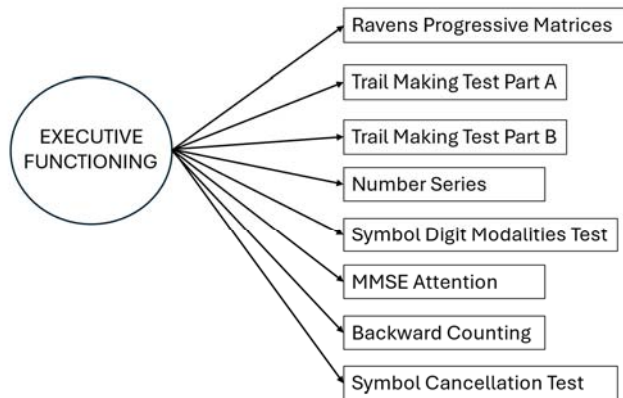 EXECUTIVE
FUNCTIONING
Ravens Progressive Matrices
Trail Making Test Part A
Trail Making Test Part B
Number Series
Symbol Digit Modalities Test
MMSE Attention
Backward Counting
Symbol Cancellation Test